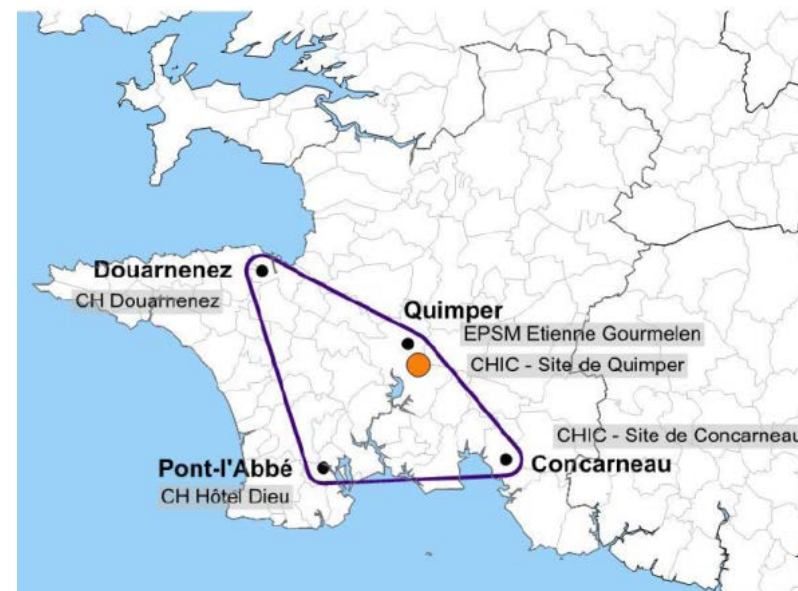 Douarnenez
CH Douarnenez
Quimper
EPSM Etienne Gourmelen
CHIC - Site de Quimper
CHIC - Site de Concarneau
Concarneau
Pont-l'Abbé
CH Hôtel Dieu